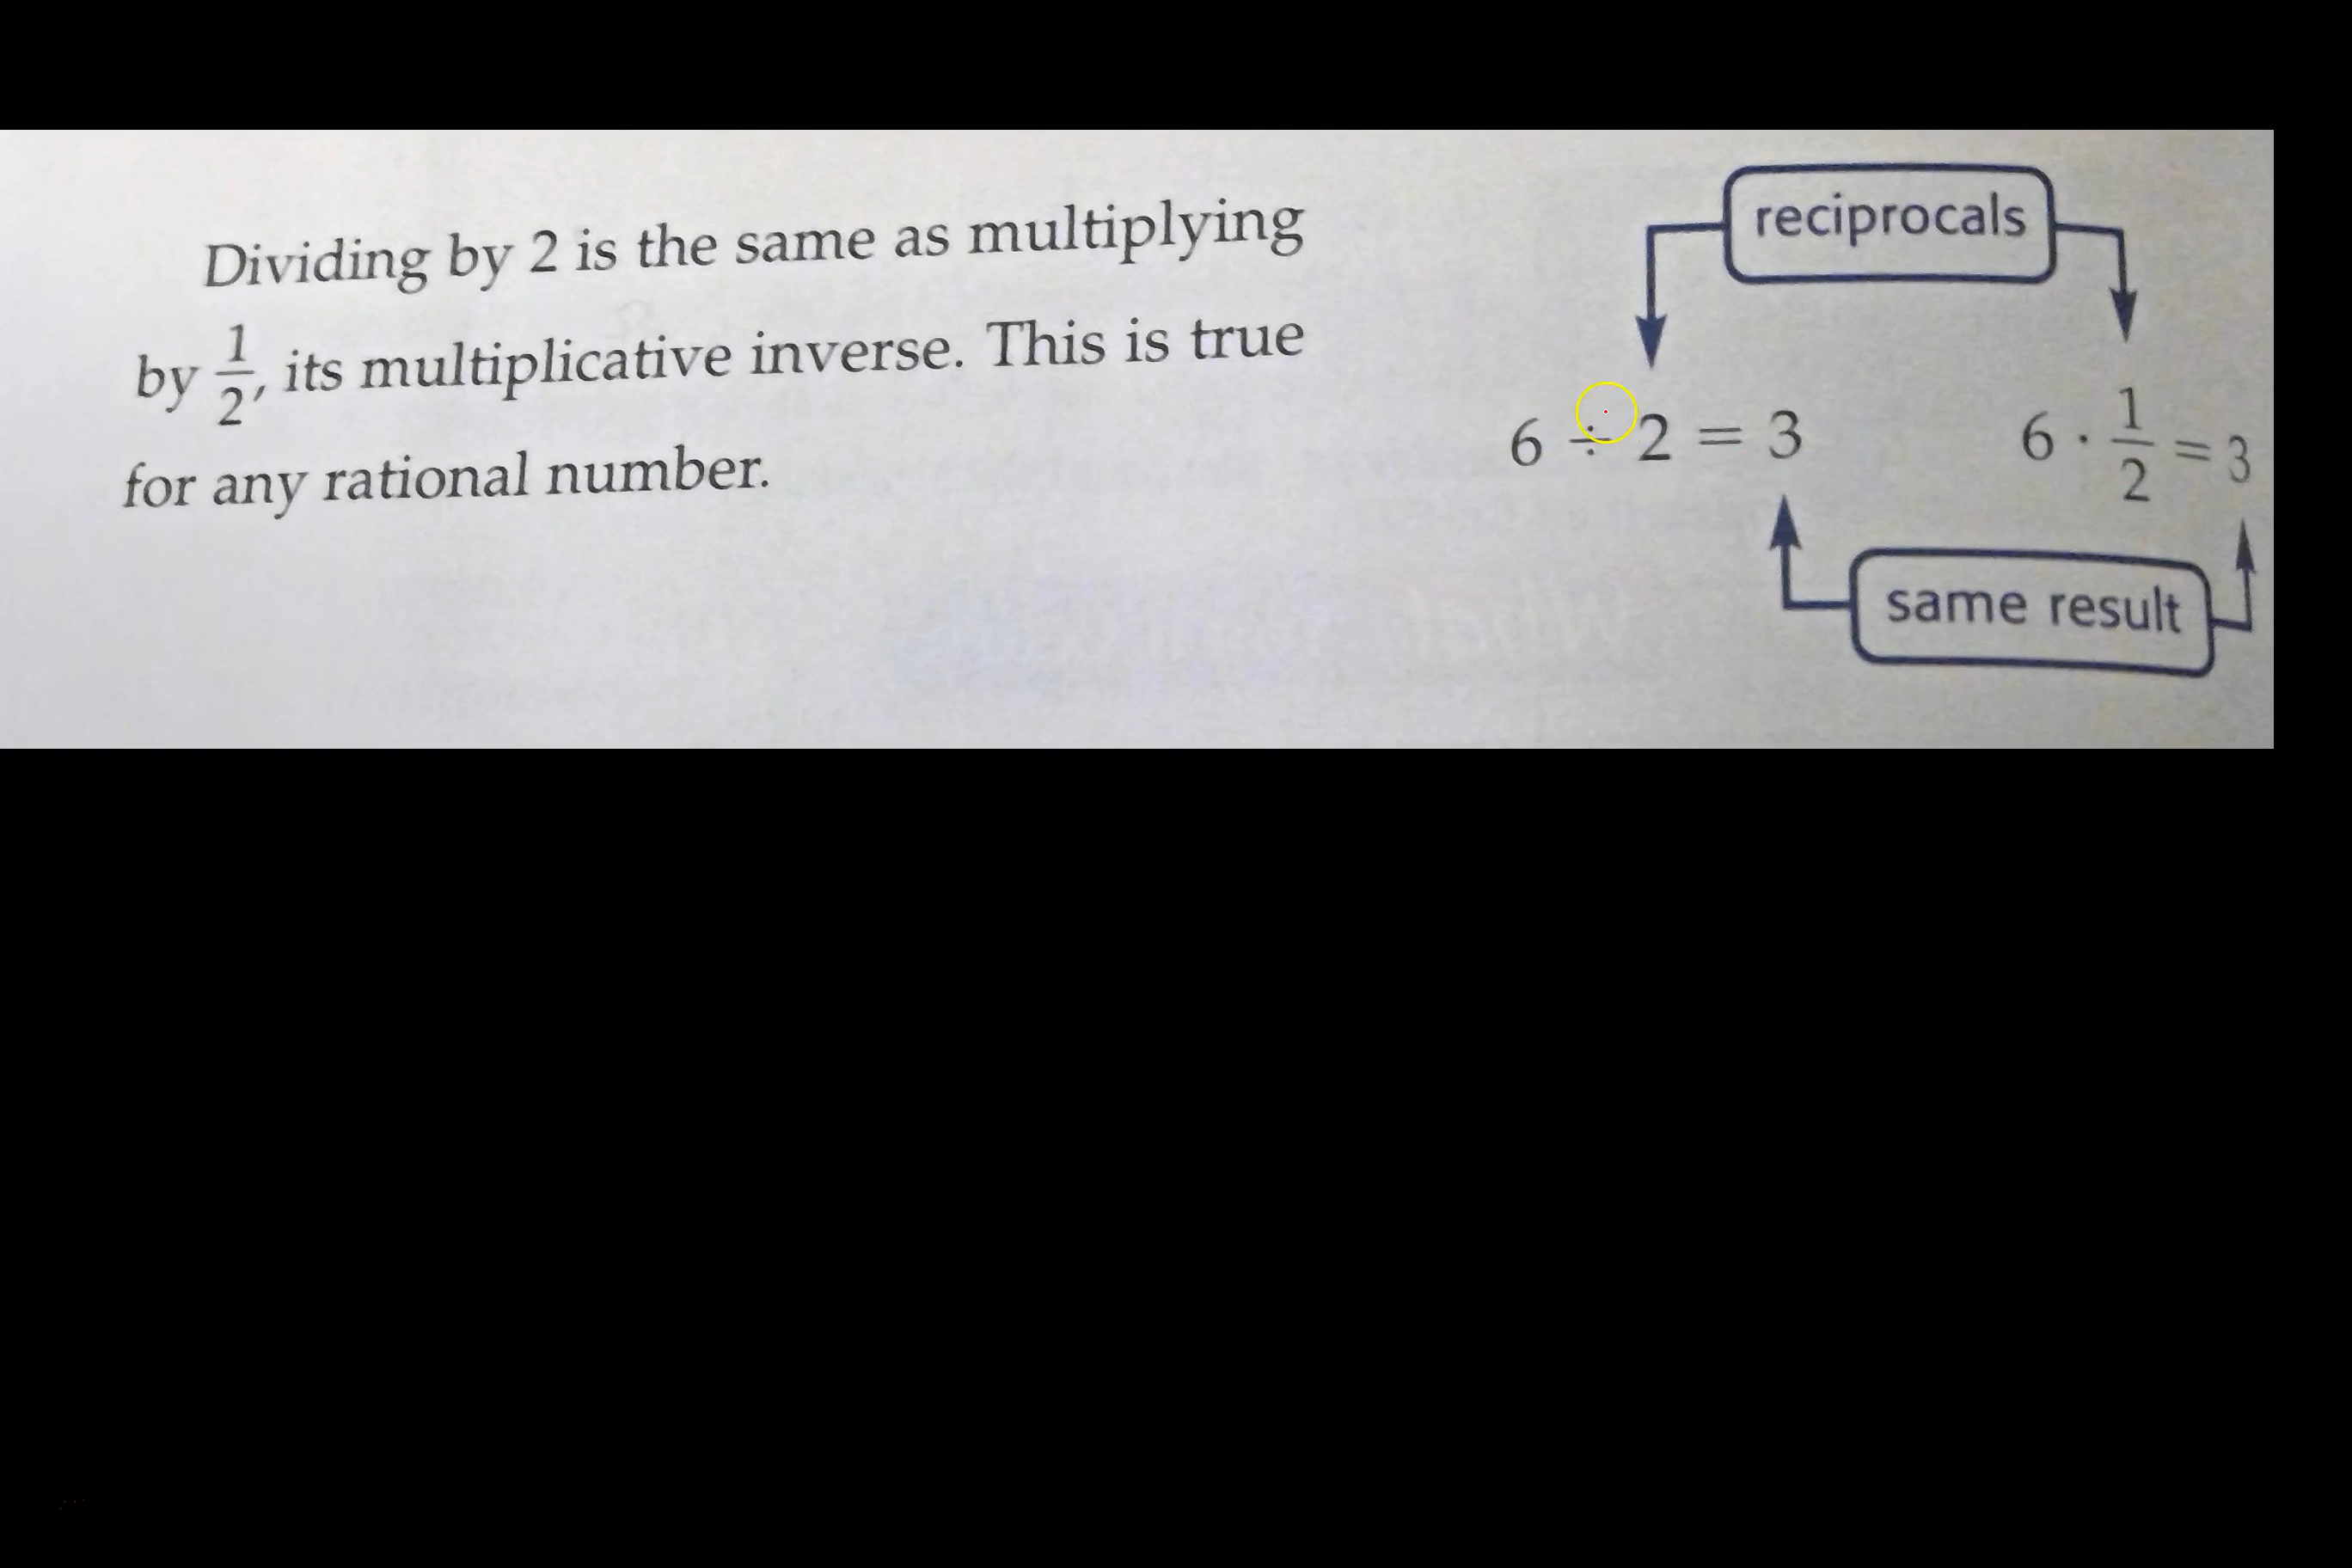 Dividing by 2 is the same as multiplying
by 1/2, its multiplicative inverse. This is true
for any rational number.
reciprocals
6 ÷ 2 = 3
6 · 1/2 = 3
same result